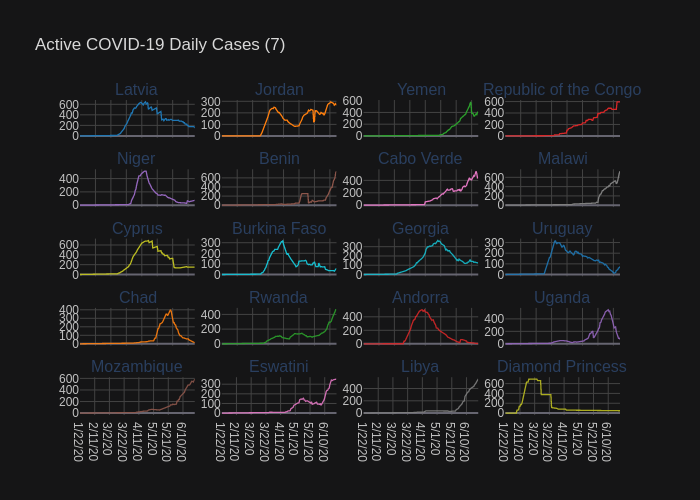 Active COVID-19 Daily Cases (7)
Latvia Jordan Yemen Republic of the Congo
600 400 200 0 300 200 100 0 600 400 200 0 600 400 200 0
Niger Benin Cabo Verde Malawi
400 200 0 600 400 200 0 400 200 0 600 400 200 0
Cyprus Burkina Faso Georgia Uruguay
600 400 200 0 300 200 100 0 300 200 100 0 300 200 100 0
Chad Rwanda Andorra Uganda
400 300 200 100 0 400 200 0 400 200 0 400 200 0
Mozambique Eswatini Libya Diamond Princess
600 400 200 0 300 200 100 0 400 200 0 600 400 200 0
1/22/20 2/11/20 3/2/20 3/22/20 4/11/20 5/1/20 5/21/20 6/10/20 1/22/20 2/11/20 3/2/20 3/22/20 4/11/20 5/1/20 5/21/20 6/10/20 1/22/20 2/11/20 3/2/20 3/22/20 4/11/20 5/1/20 5/21/20 6/10/20 1/22/20 2/11/20 3/2/20 3/22/20 4/11/20 5/1/20 5/21/20 6/10/20